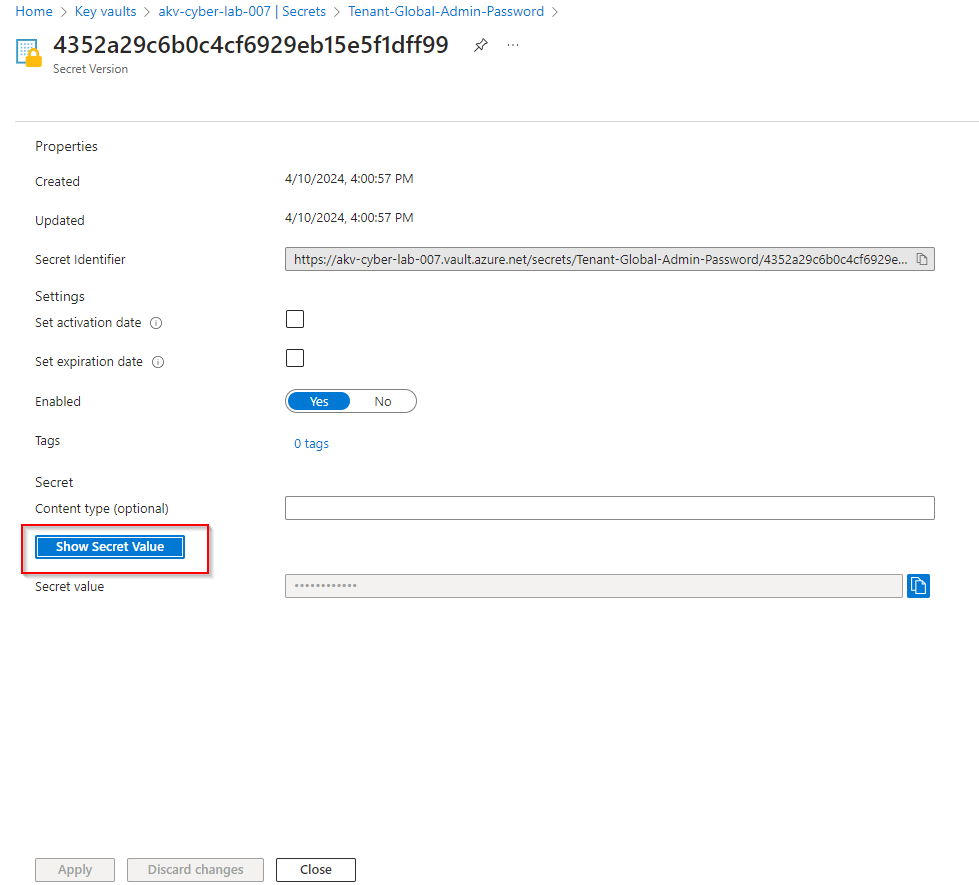 Home > Key vaults > akv-cyber-lab-007 | Secrets > Tenant-Global-Admin-Password >
4352a29c6b0c4cf6929eb15e5f1dff99
Secret Version
Properties
Created 4/10/2024, 4:00:57 PM
Updated 4/10/2024, 4:00:57 PM
Secret Identifier https://akv-cyber-lab-007.vault.azure.net/secrets/Tenant-Global-Admin-Password/4352a29c6b0c4cf6929e...
Settings
Set activation date
Set expiration date
Enabled Yes No
Tags 0 tags
Secret
Content type (optional)
Show Secret Value
Secret value ••••••••••••
Apply Discard changes Close